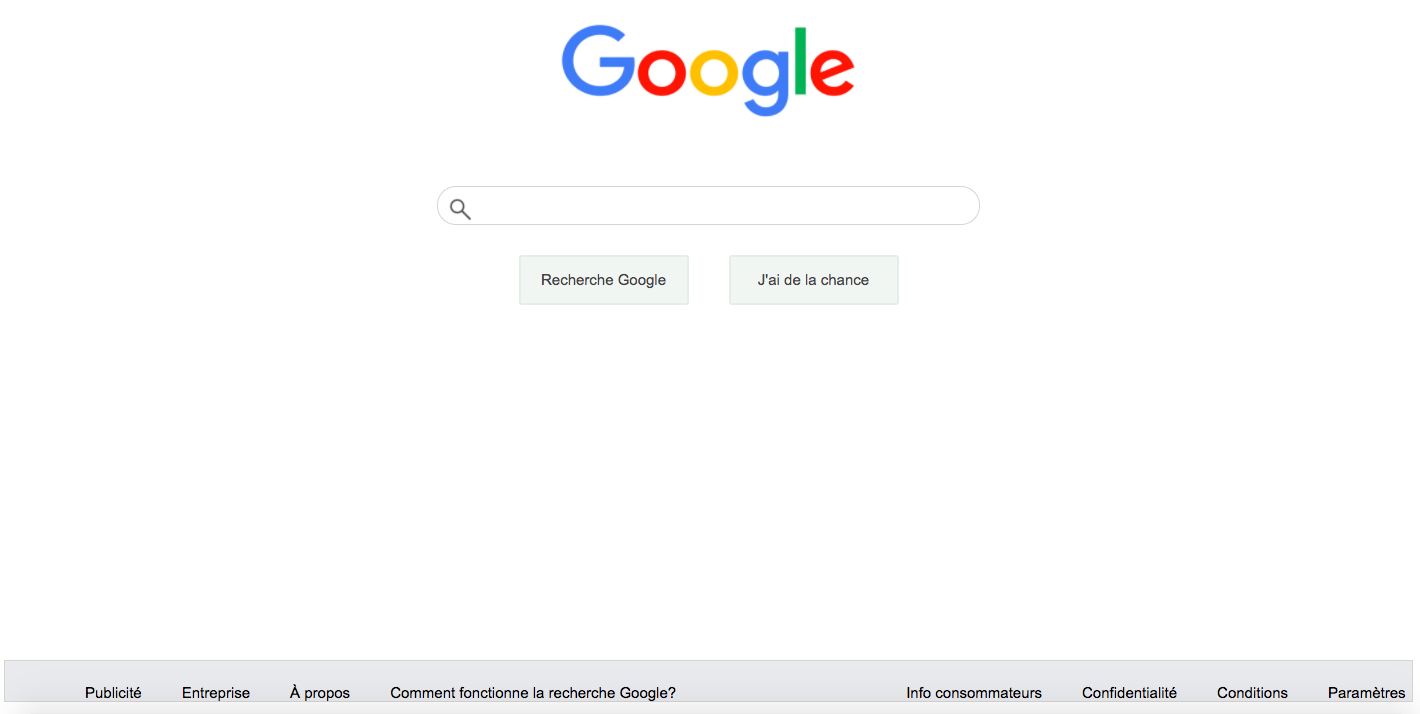 Google
Recherche Google J'ai de la chance
Publicité Entreprise À propos Comment fonctionne la recherche Google? Info consommateurs Confidentialité Conditions Paramètres